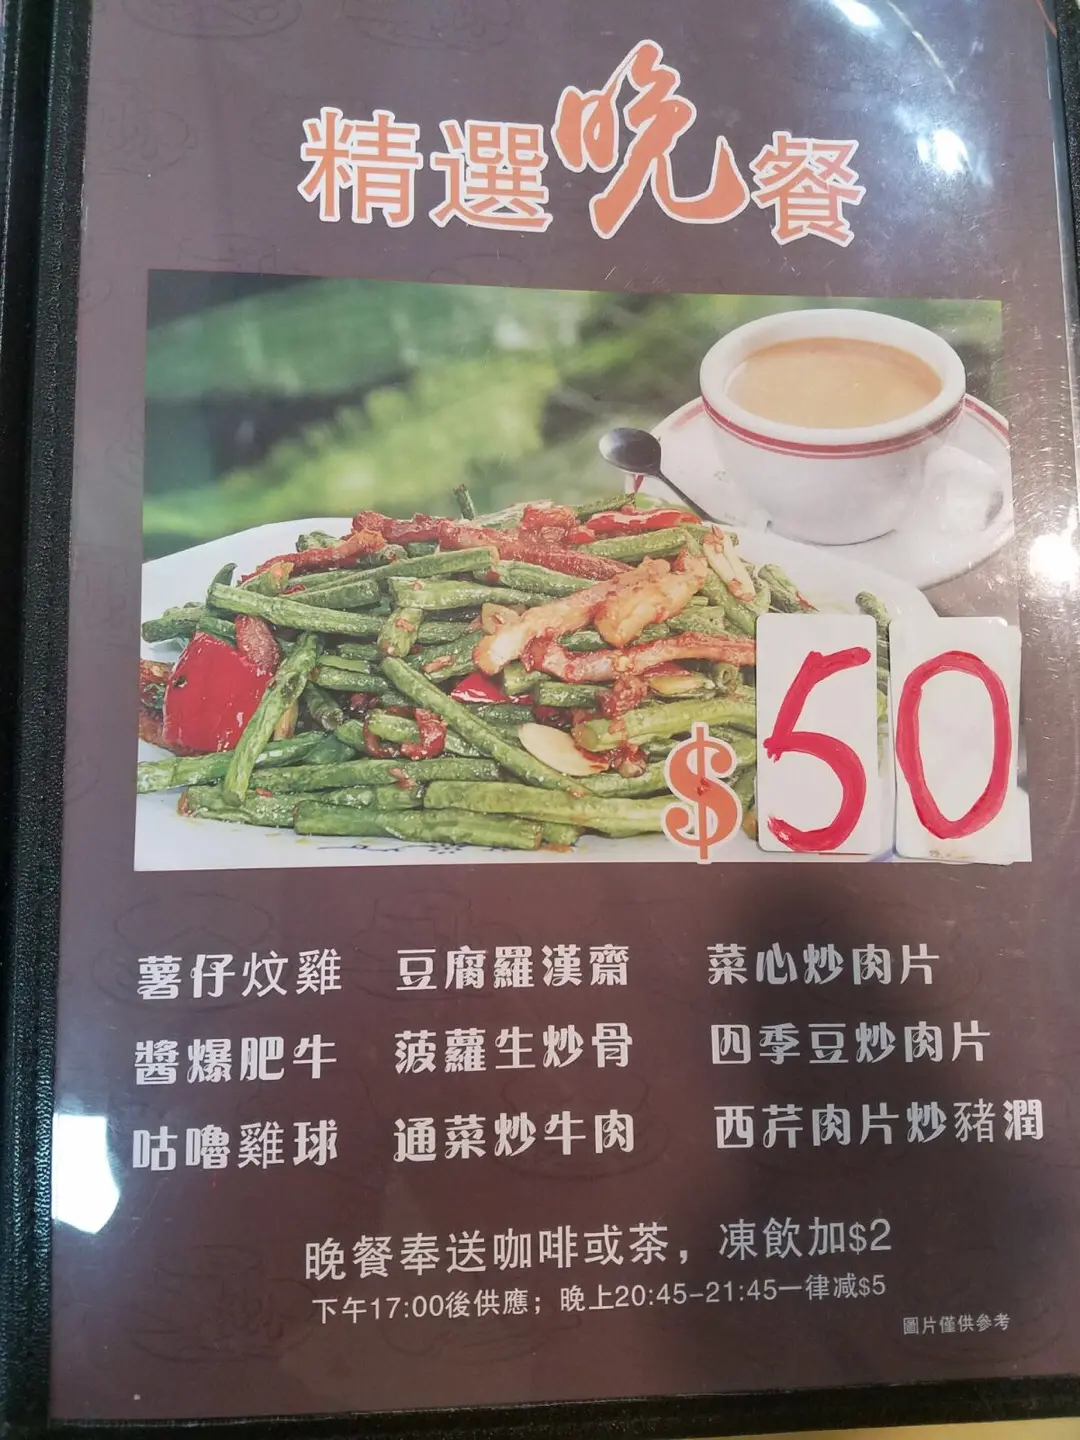 精選晚餐
$50
薯仔炆雞 豆腐羅漢齋 菜心炒肉片
醬爆肥牛 菠蘿生炒骨 四季豆炒肉片
咕嚕雞球 通菜炒牛肉 西芹肉片炒豬潤
晚餐奉送咖啡或茶，凍飲加$2
下午17:00後供應；晚上20:45-21:45一律减$5
圖片僅供參考